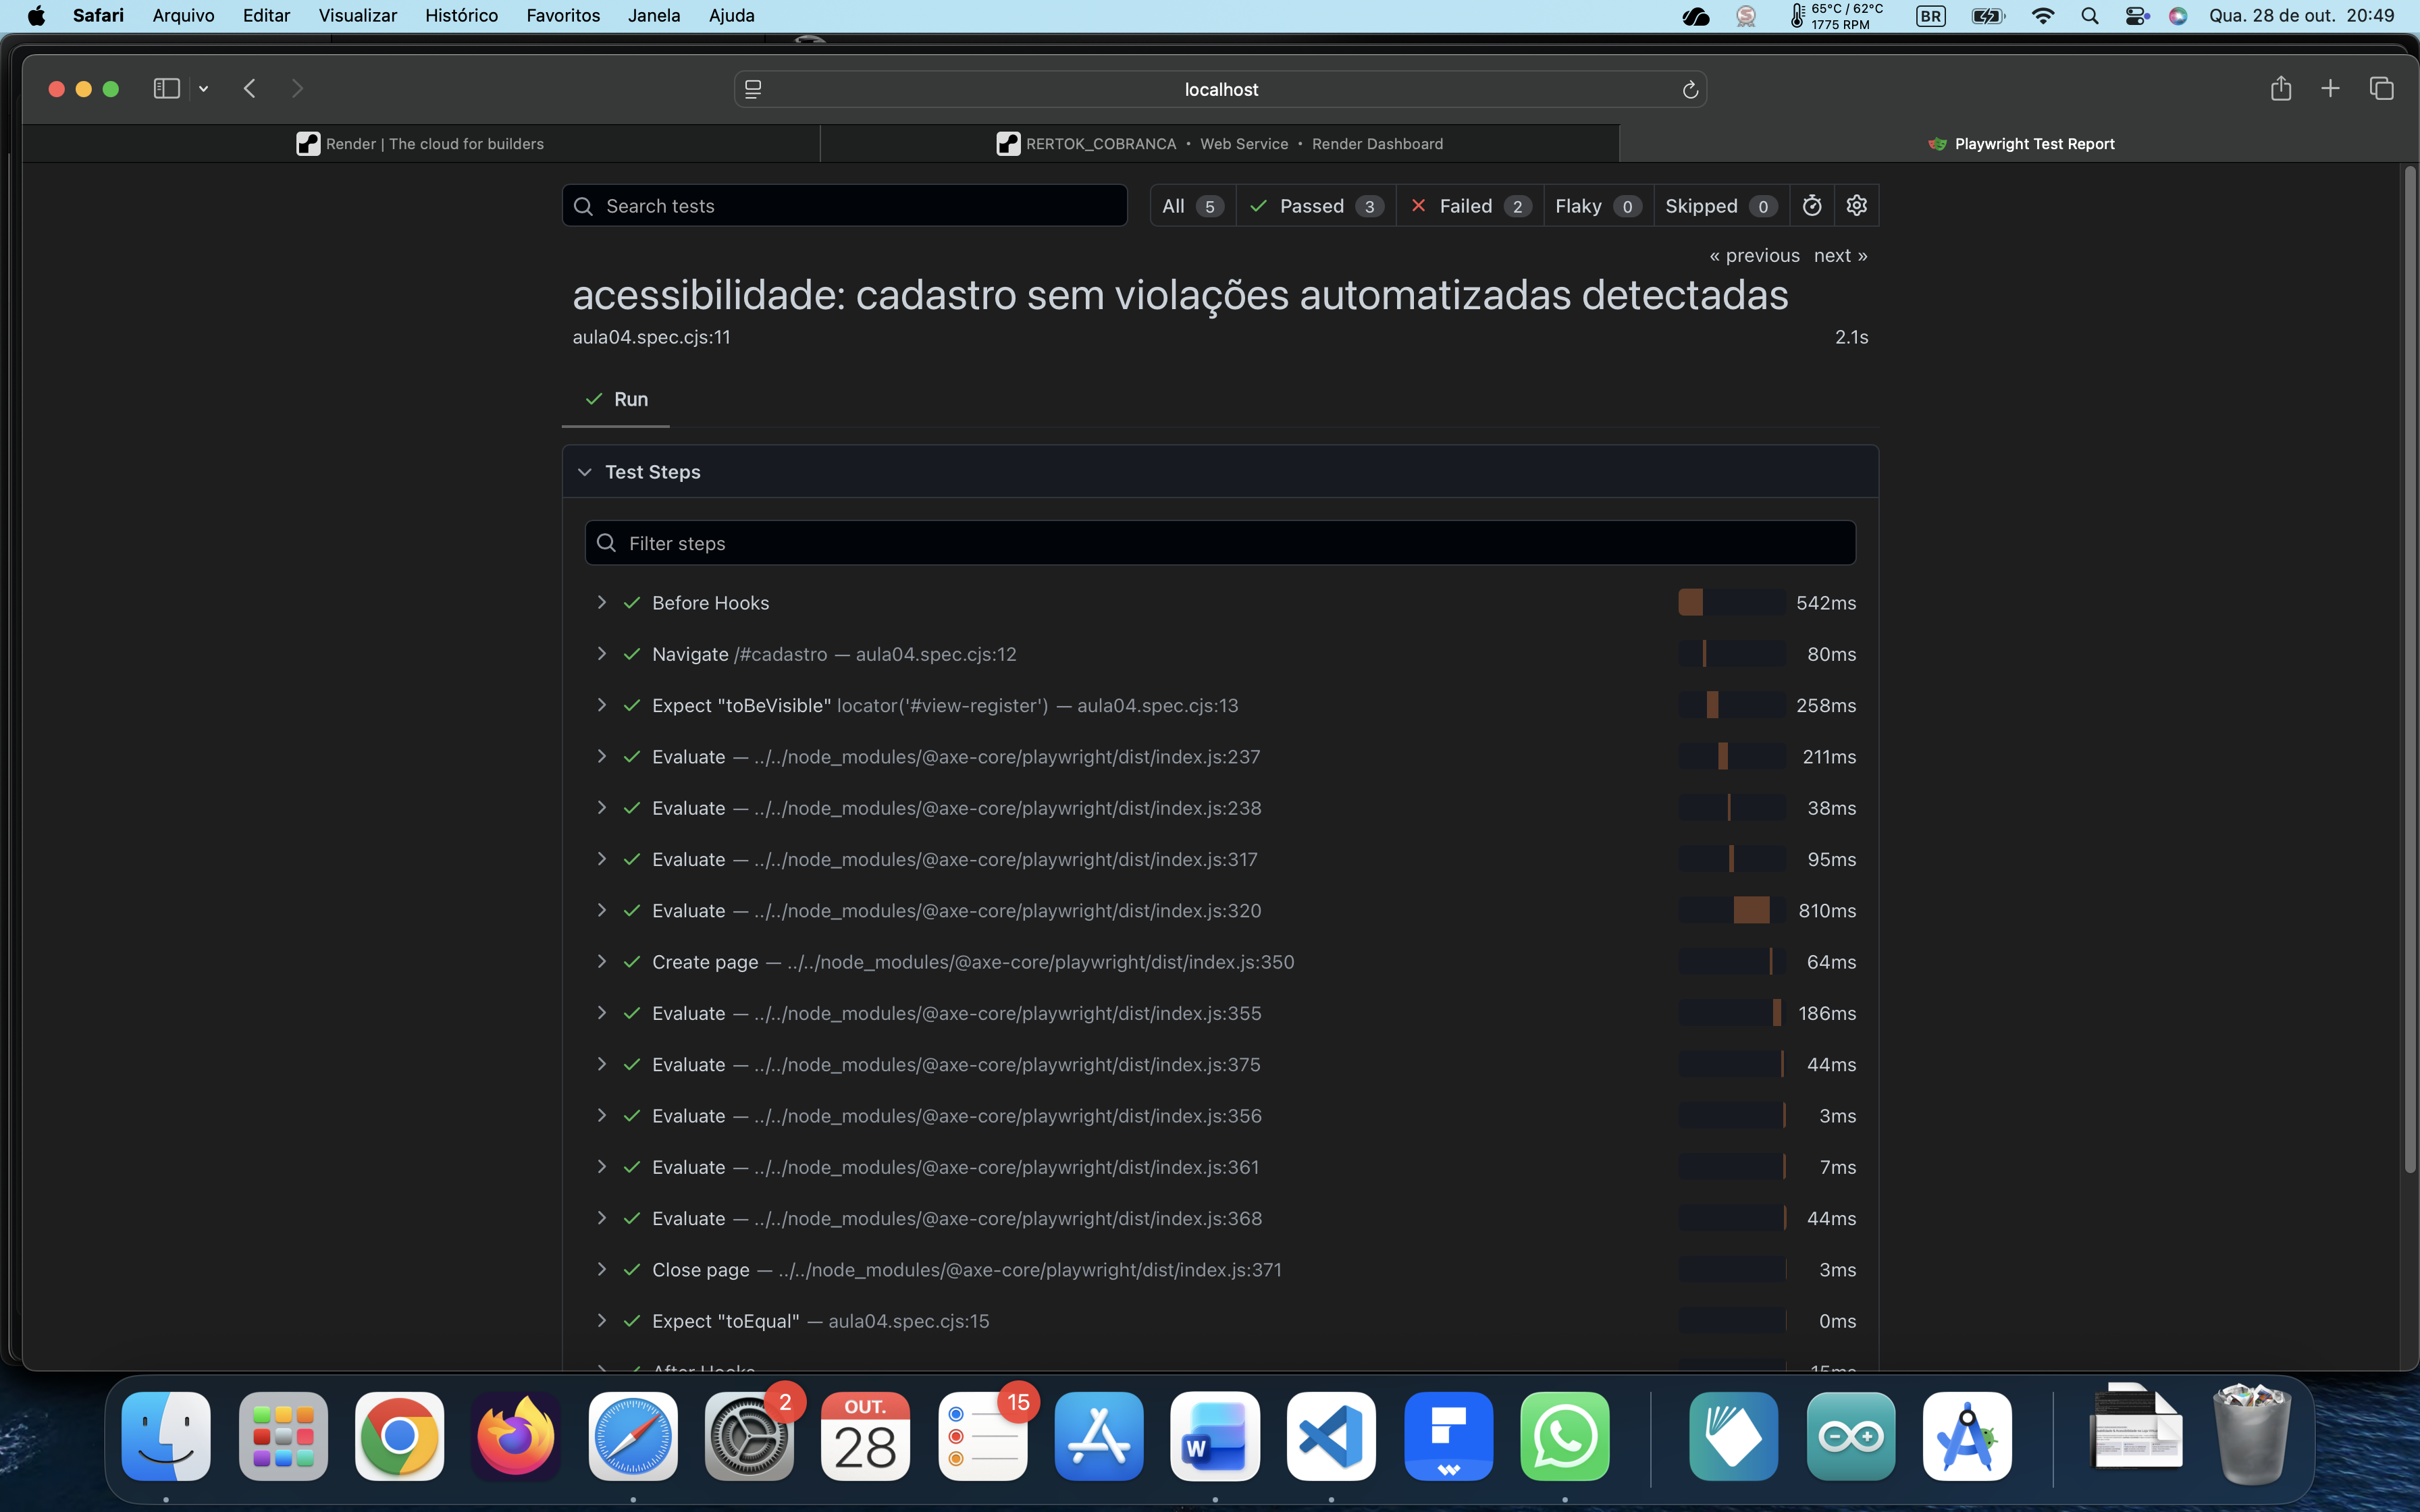 Safari Arquivo Editar Visualizar Histórico Favoritos Janela Ajuda 65°C / 62°C 1775 RPM BR Qua. 28 de out. 20:49
localhost
Render | The cloud for builders
RERTOK_COBRANCA • Web Service • Render Dashboard
Playwright Test Report
Search tests
All 5 Passed 3 Failed 2 Flaky 0 Skipped 0
« previous next »
acessibilidade: cadastro sem violações automatizadas detectadas
aula04.spec.cjs:11 2.1s
Run
Test Steps
Filter steps
Before Hooks 542ms
Navigate /#cadastro — aula04.spec.cjs:12 80ms
Expect "toBeVisible" locator('#view-register') — aula04.spec.cjs:13 258ms
Evaluate — ../../node_modules/@axe-core/playwright/dist/index.js:237 211ms
Evaluate — ../../node_modules/@axe-core/playwright/dist/index.js:238 38ms
Evaluate — ../../node_modules/@axe-core/playwright/dist/index.js:317 95ms
Evaluate — ../../node_modules/@axe-core/playwright/dist/index.js:320 810ms
Create page — ../../node_modules/@axe-core/playwright/dist/index.js:350 64ms
Evaluate — ../../node_modules/@axe-core/playwright/dist/index.js:355 186ms
Evaluate — ../../node_modules/@axe-core/playwright/dist/index.js:375 44ms
Evaluate — ../../node_modules/@axe-core/playwright/dist/index.js:356 3ms
Evaluate — ../../node_modules/@axe-core/playwright/dist/index.js:361 7ms
Evaluate — ../../node_modules/@axe-core/playwright/dist/index.js:368 44ms
Close page — ../../node_modules/@axe-core/playwright/dist/index.js:371 3ms
Expect "toEqual" — aula04.spec.cjs:15 0ms
After Hooks 15ms
2
OUT.
28
15
W